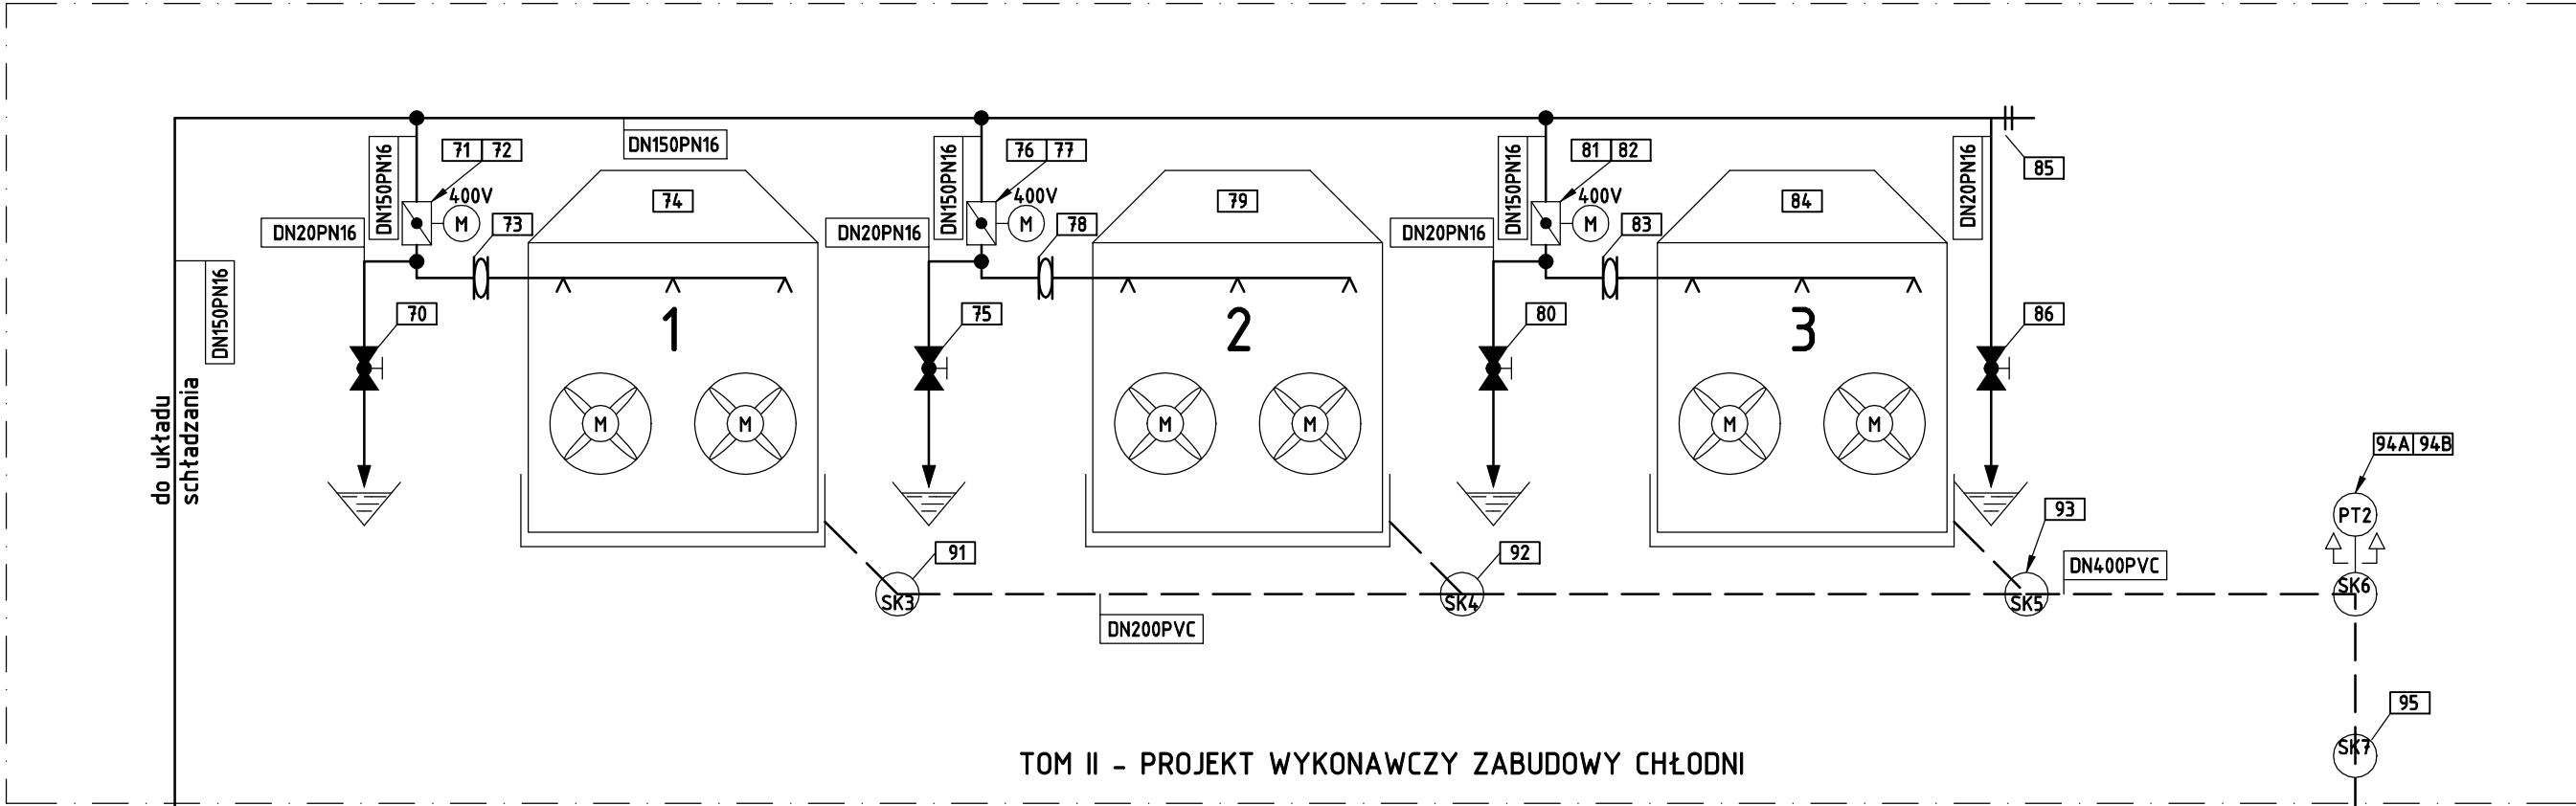 DN150PN16
71 72
DN150PN16
400V
M
DN20PN16
73
74
DN150PN16
do układu
schładzania
70
1
M
M
DN150PN16
76 77
400V
M
DN20PN16
78
79
75
2
M
M
DN150PN16
81 82
400V
M
DN20PN16
83
84
80
3
M
M
DN20PN16
85
86
91
SK3
DN200PVC
92
SK4
93
SK5
DN400PVC
94A 94B
PT2
SK6
95
SK7
TOM II - PROJEKT WYKONAWCZY ZABUDOWY CHŁODNI